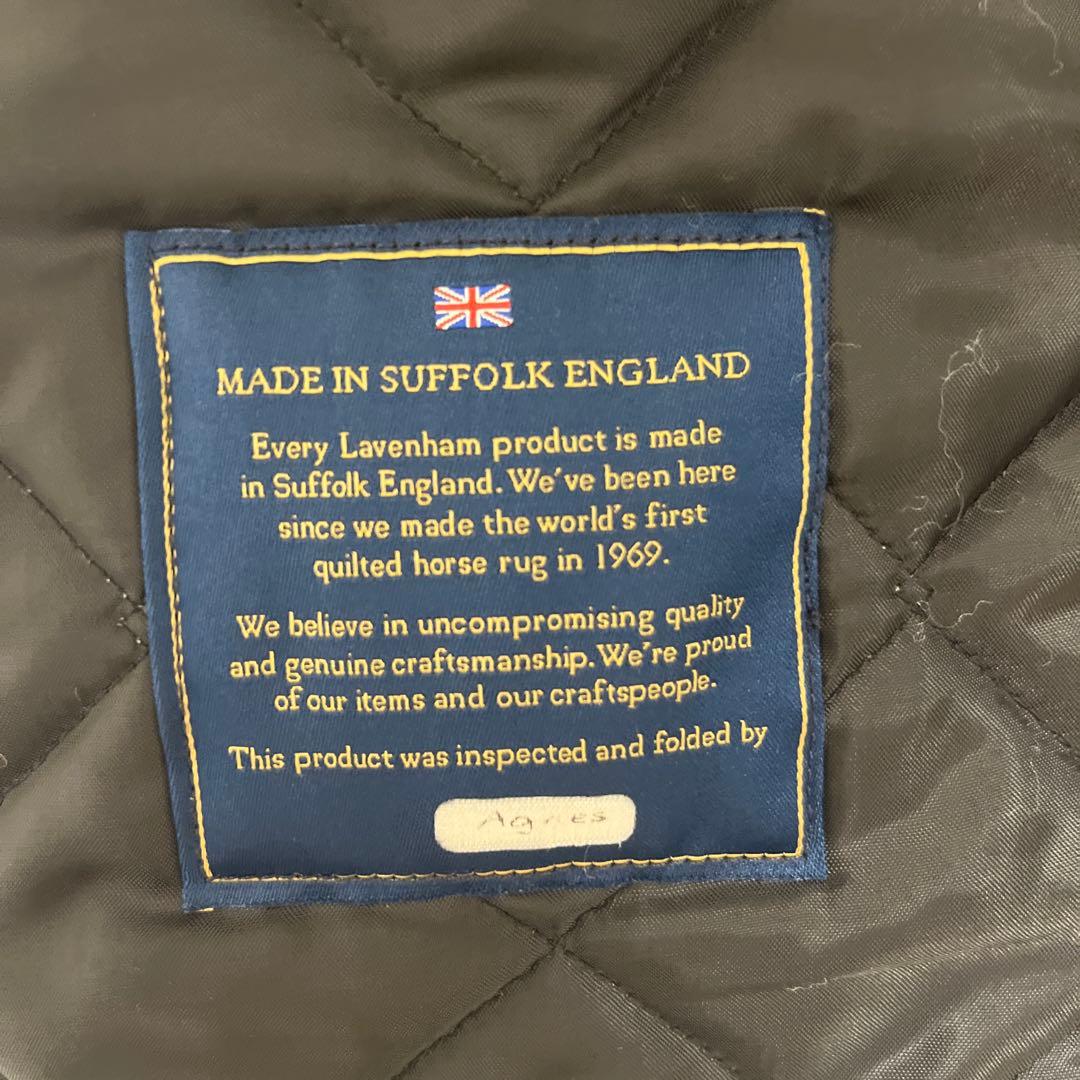 MADE IN SUFFOLK ENGLAND
Every Lavenham product is made
in Suffolk England. We've been here
since we made the world's first
quilted horse rug in 1969.
We believe in uncompromising quality
and genuine craftsmanship. We're proud
of our items and our craftspeople.
This product was inspected and folded by
Agnes